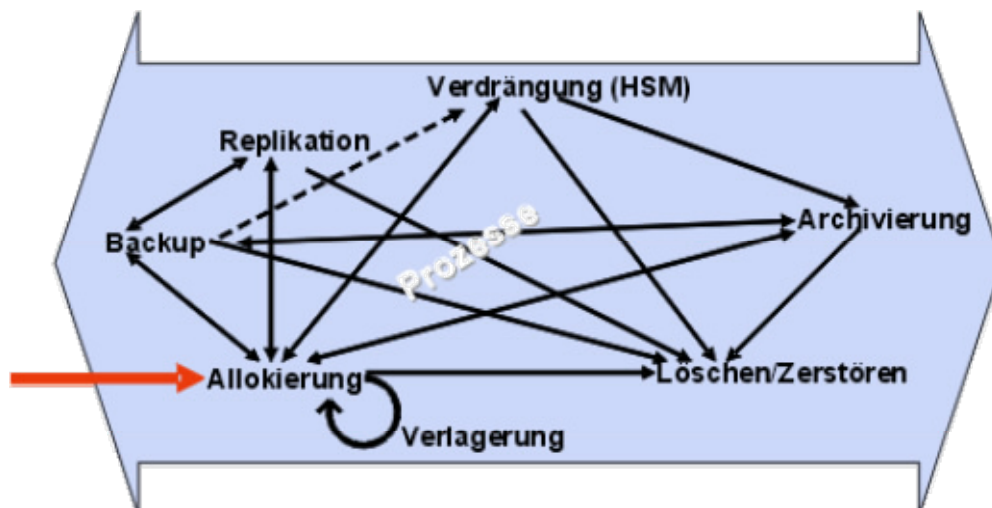 Verdrängung (HSM)
Replikation
Archivierung
Backup
Prozesse
Allokierung
Löschen/Zerstören
Verlagerung